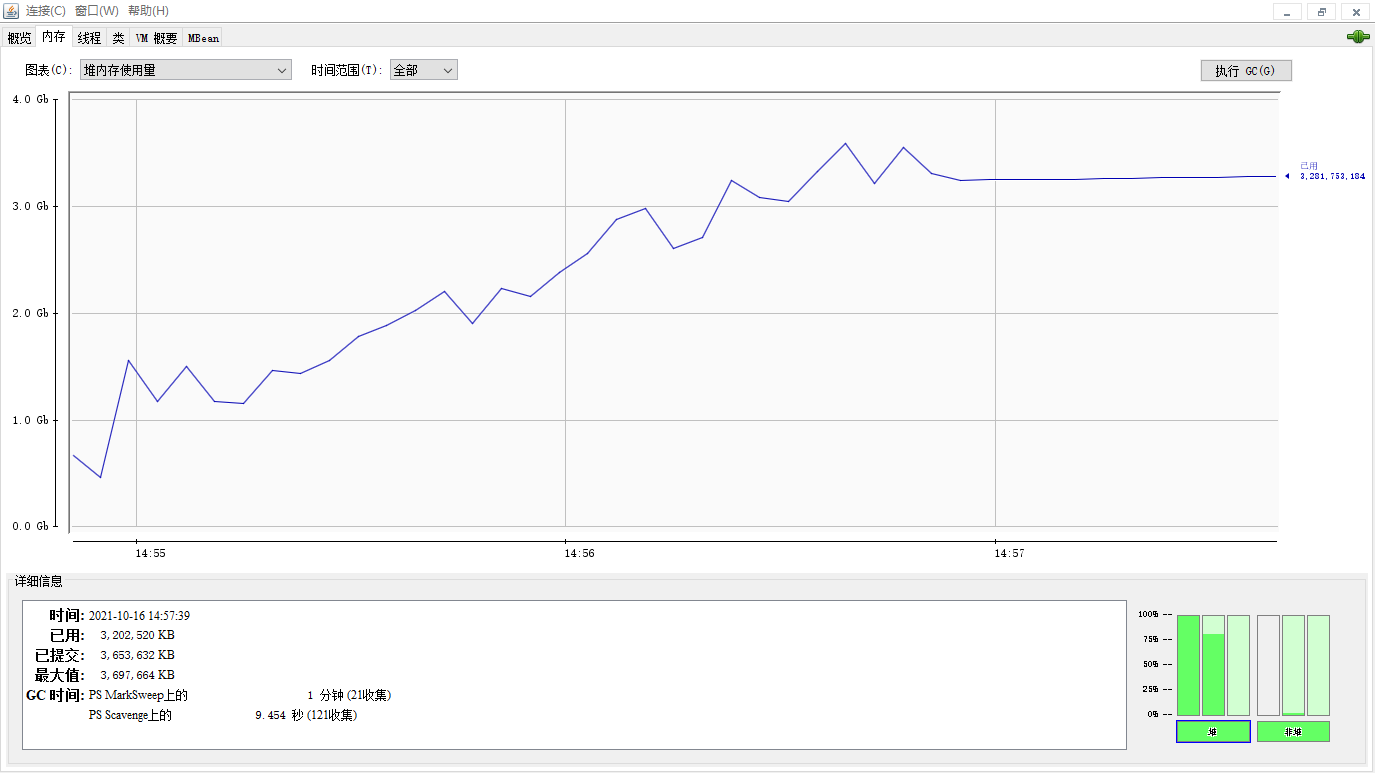 连接(C) 窗口(W) 帮助(H)
概览 内存 线程 类 VM 概要 MBean
图表(C): 堆内存使用量 时间范围(T): 全部 执行 GC(G)
4.0 Gb
3.0 Gb
2.0 Gb
1.0 Gb
0.0 Gb
已用
3,281,753,184
14:55 14:56 14:57
详细信息
时间: 2021-10-16 14:57:39
已用: 3,202,520 KB
已提交: 3,653,632 KB
最大值: 3,697,664 KB
GC 时间: PS MarkSweep上的 1 分钟 (21收集)
PS Scavenge上的 9.454 秒 (121收集)
100% --
75% --
50% --
25% --
0% --
堆 非堆